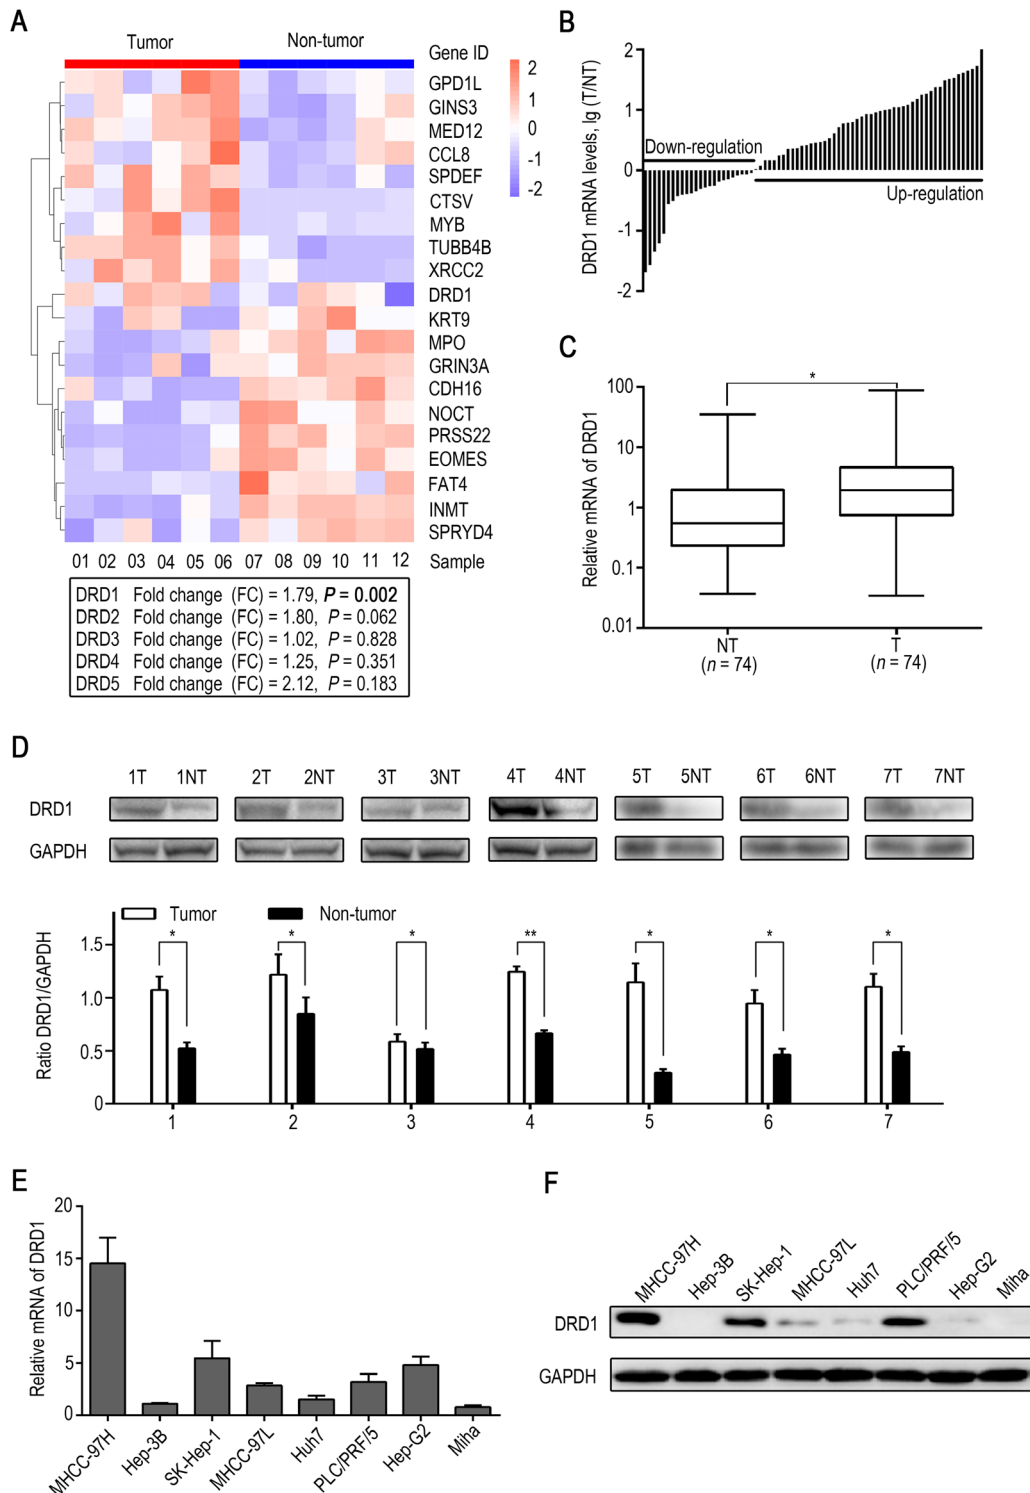 A
Tumor
Non-tumor
Gene ID
GPD1L
GINS3
MED12
CCL8
SPDEF
CTSV
MYB
TUBB4B
XRCC2
DRD1
KRT9
MPO
GRIN3A
CDH16
NOCT
PRSS22
EOMES
FAT4
INMT
SPRYD4
01 02 03 04 05 06 07 08 09 10 11 12 Sample
2
1
0
-1
-2
DRD1 Fold change (FC) = 1.79, P = 0.002
DRD2 Fold change (FC) = 1.80, P = 0.062
DRD3 Fold change (FC) = 1.02, P = 0.828
DRD4 Fold change (FC) = 1.25, P = 0.351
DRD5 Fold change (FC) = 2.12, P = 0.183
B
DRD1 mRNA levels, lg (T/NT)
2
1
0
-1
-2
Down-regulation
Up-regulation
C
Relative mRNA of DRD1
100
10
1
0.1
0.01
*
NT
(n = 74)
T
(n = 74)
D
1T 1NT 2T 2NT 3T 3NT 4T 4NT 5T 5NT 6T 6NT 7T 7NT
DRD1
GAPDH
Tumor
Non-tumor
Ratio DRD1/GAPDH
1.5
1.0
0.5
0
* * * ** * * *
1 2 3 4 5 6 7
E
Relative mRNA of DRD1
20
15
10
5
0
MHCC-97H
Hep-3B
SK-Hep-1
MHCC-97L
Huh7
PLC/PRF/5
Hep-G2
Miha
F
MHCC-97H
Hep-3B
SK-Hep-1
MHCC-97L
Huh7
PLC/PRF/5
Hep-G2
Miha
DRD1
GAPDH